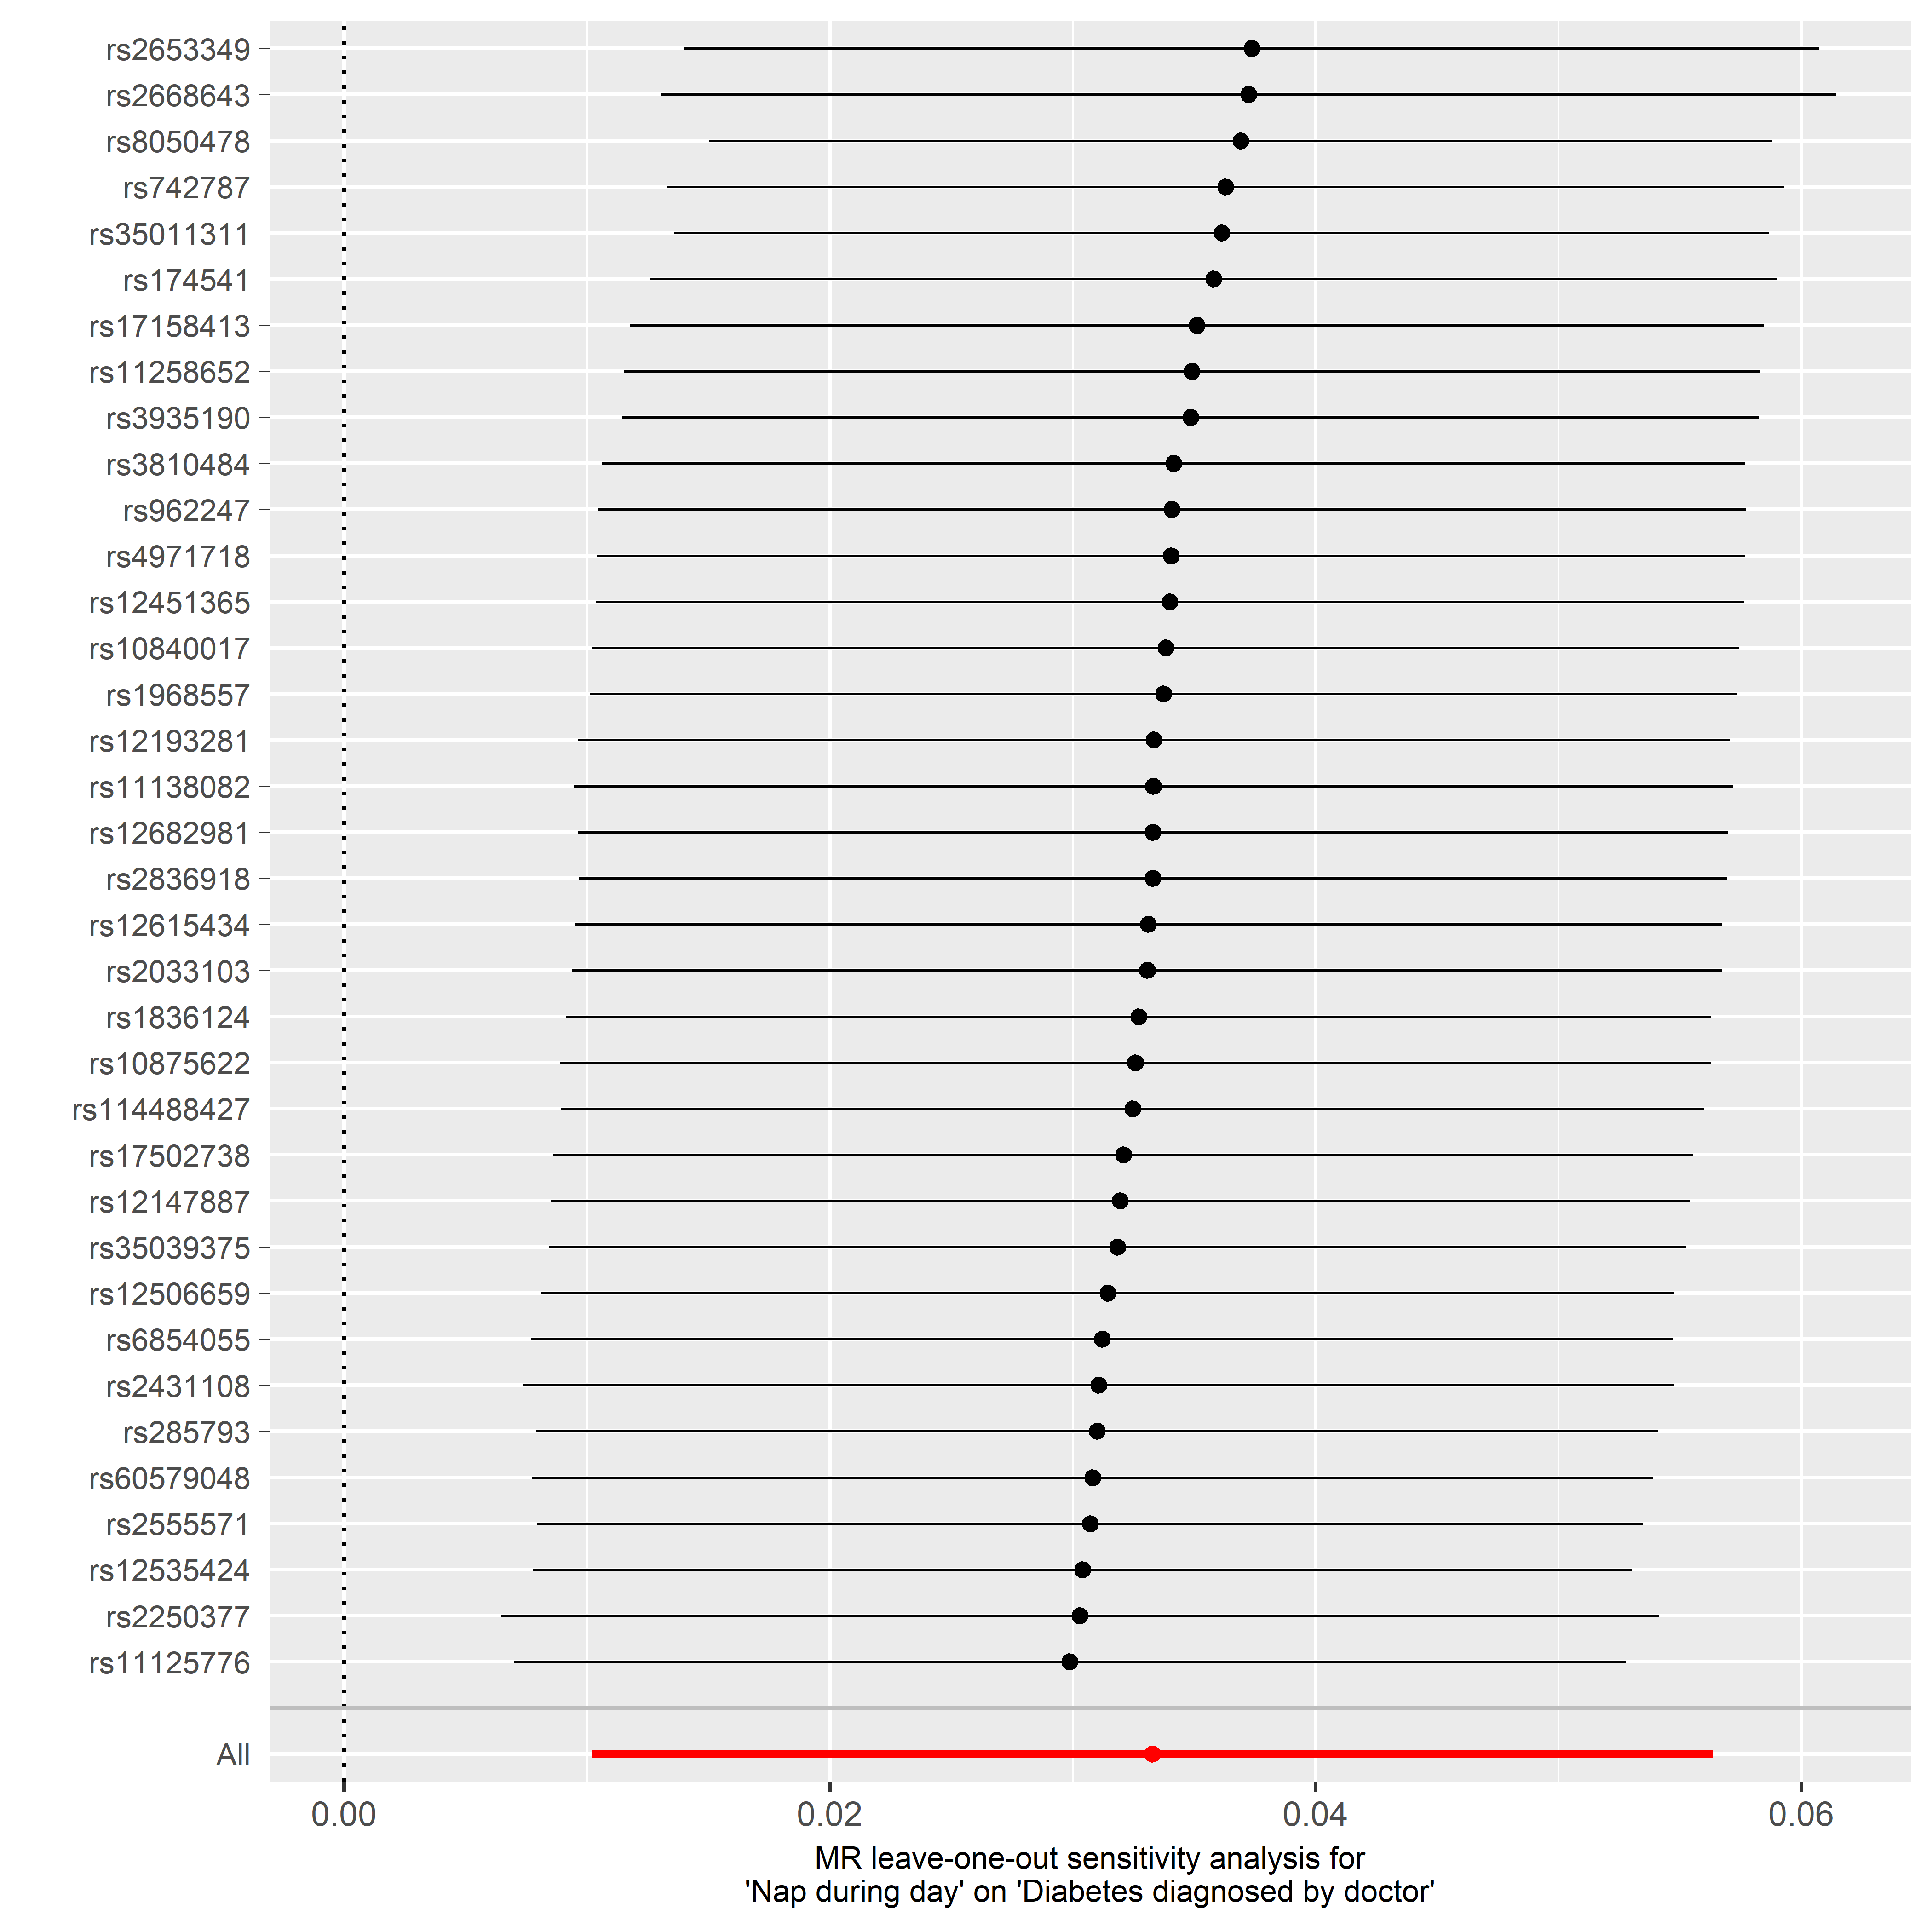 rs2653349
rs2668643
rs8050478
rs742787
rs35011311
rs174541
rs17158413
rs11258652
rs3935190
rs3810484
rs962247
rs4971718
rs12451365
rs10840017
rs1968557
rs12193281
rs11138082
rs12682981
rs2836918
rs12615434
rs2033103
rs1836124
rs10875622
rs114488427
rs17502738
rs12147887
rs35039375
rs12506659
rs6854055
rs2431108
rs285793
rs60579048
rs2555571
rs12535424
rs2250377
rs11125776
All
0.00 0.02 0.04 0.06
MR leave-one-out sensitivity analysis for
'Nap during day' on 'Diabetes diagnosed by doctor'